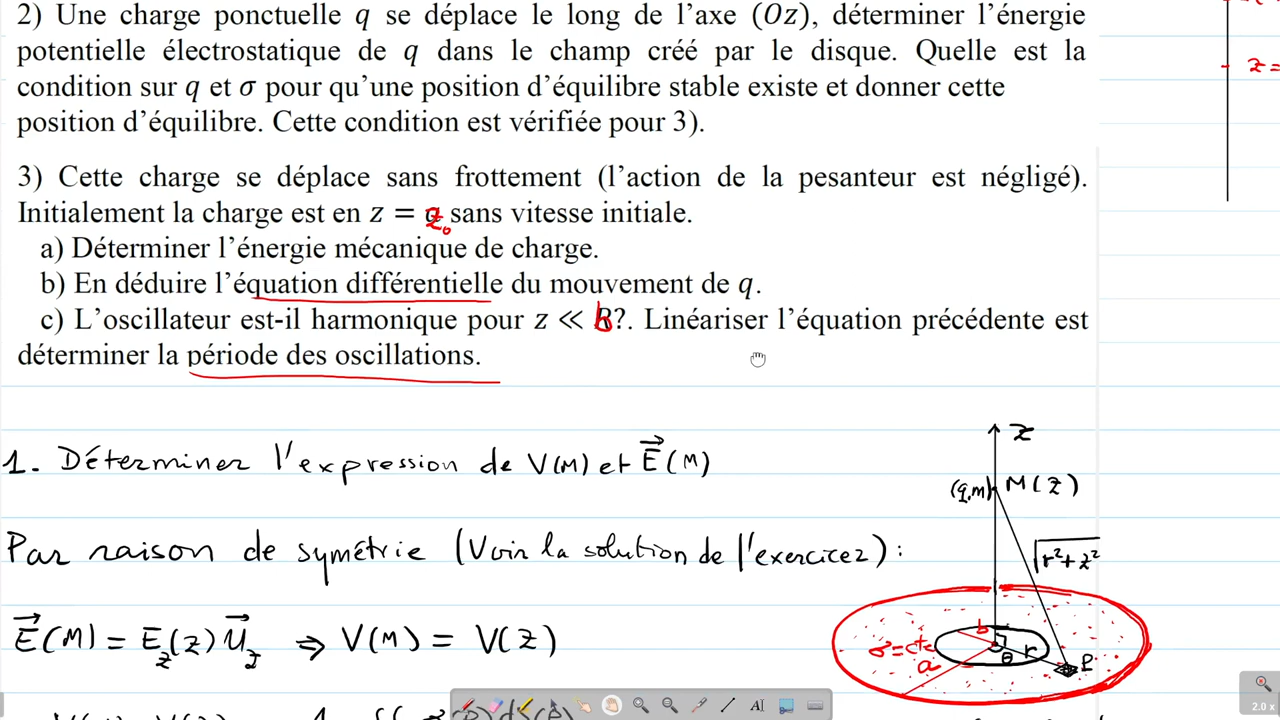 2) Une charge ponctuelle q se déplace le long de l'axe (Oz), déterminer l'énergie
potentielle électrostatique de q dans le champ créé par le disque. Quelle est la
condition sur q et σ pour qu'une position d'équilibre stable existe et donner cette
position d'équilibre. Cette condition est vérifiée pour 3).
3) Cette charge se déplace sans frottement (l'action de la pesanteur est négligé).
Initialement la charge est en z = z₀ sans vitesse initiale.
a) Déterminer l'énergie mécanique de charge.
b) En déduire l'équation différentielle du mouvement de q.
c) L'oscillateur est-il harmonique pour z ≪ b?. Linéariser l'équation précédente est
déterminer la période des oscillations.
z =
1. Déterminer l'expression de V(M) et E⃗(M)
Par raison de symétrie (Voir la solution de l'exercice2) :
E⃗(M) = E_z(z) U⃗_z ⇒ V(M) = V(z)
z
(q,m) M(z)
√r²+z²
b
σ=cte
a
θ
r
P
2.0 x